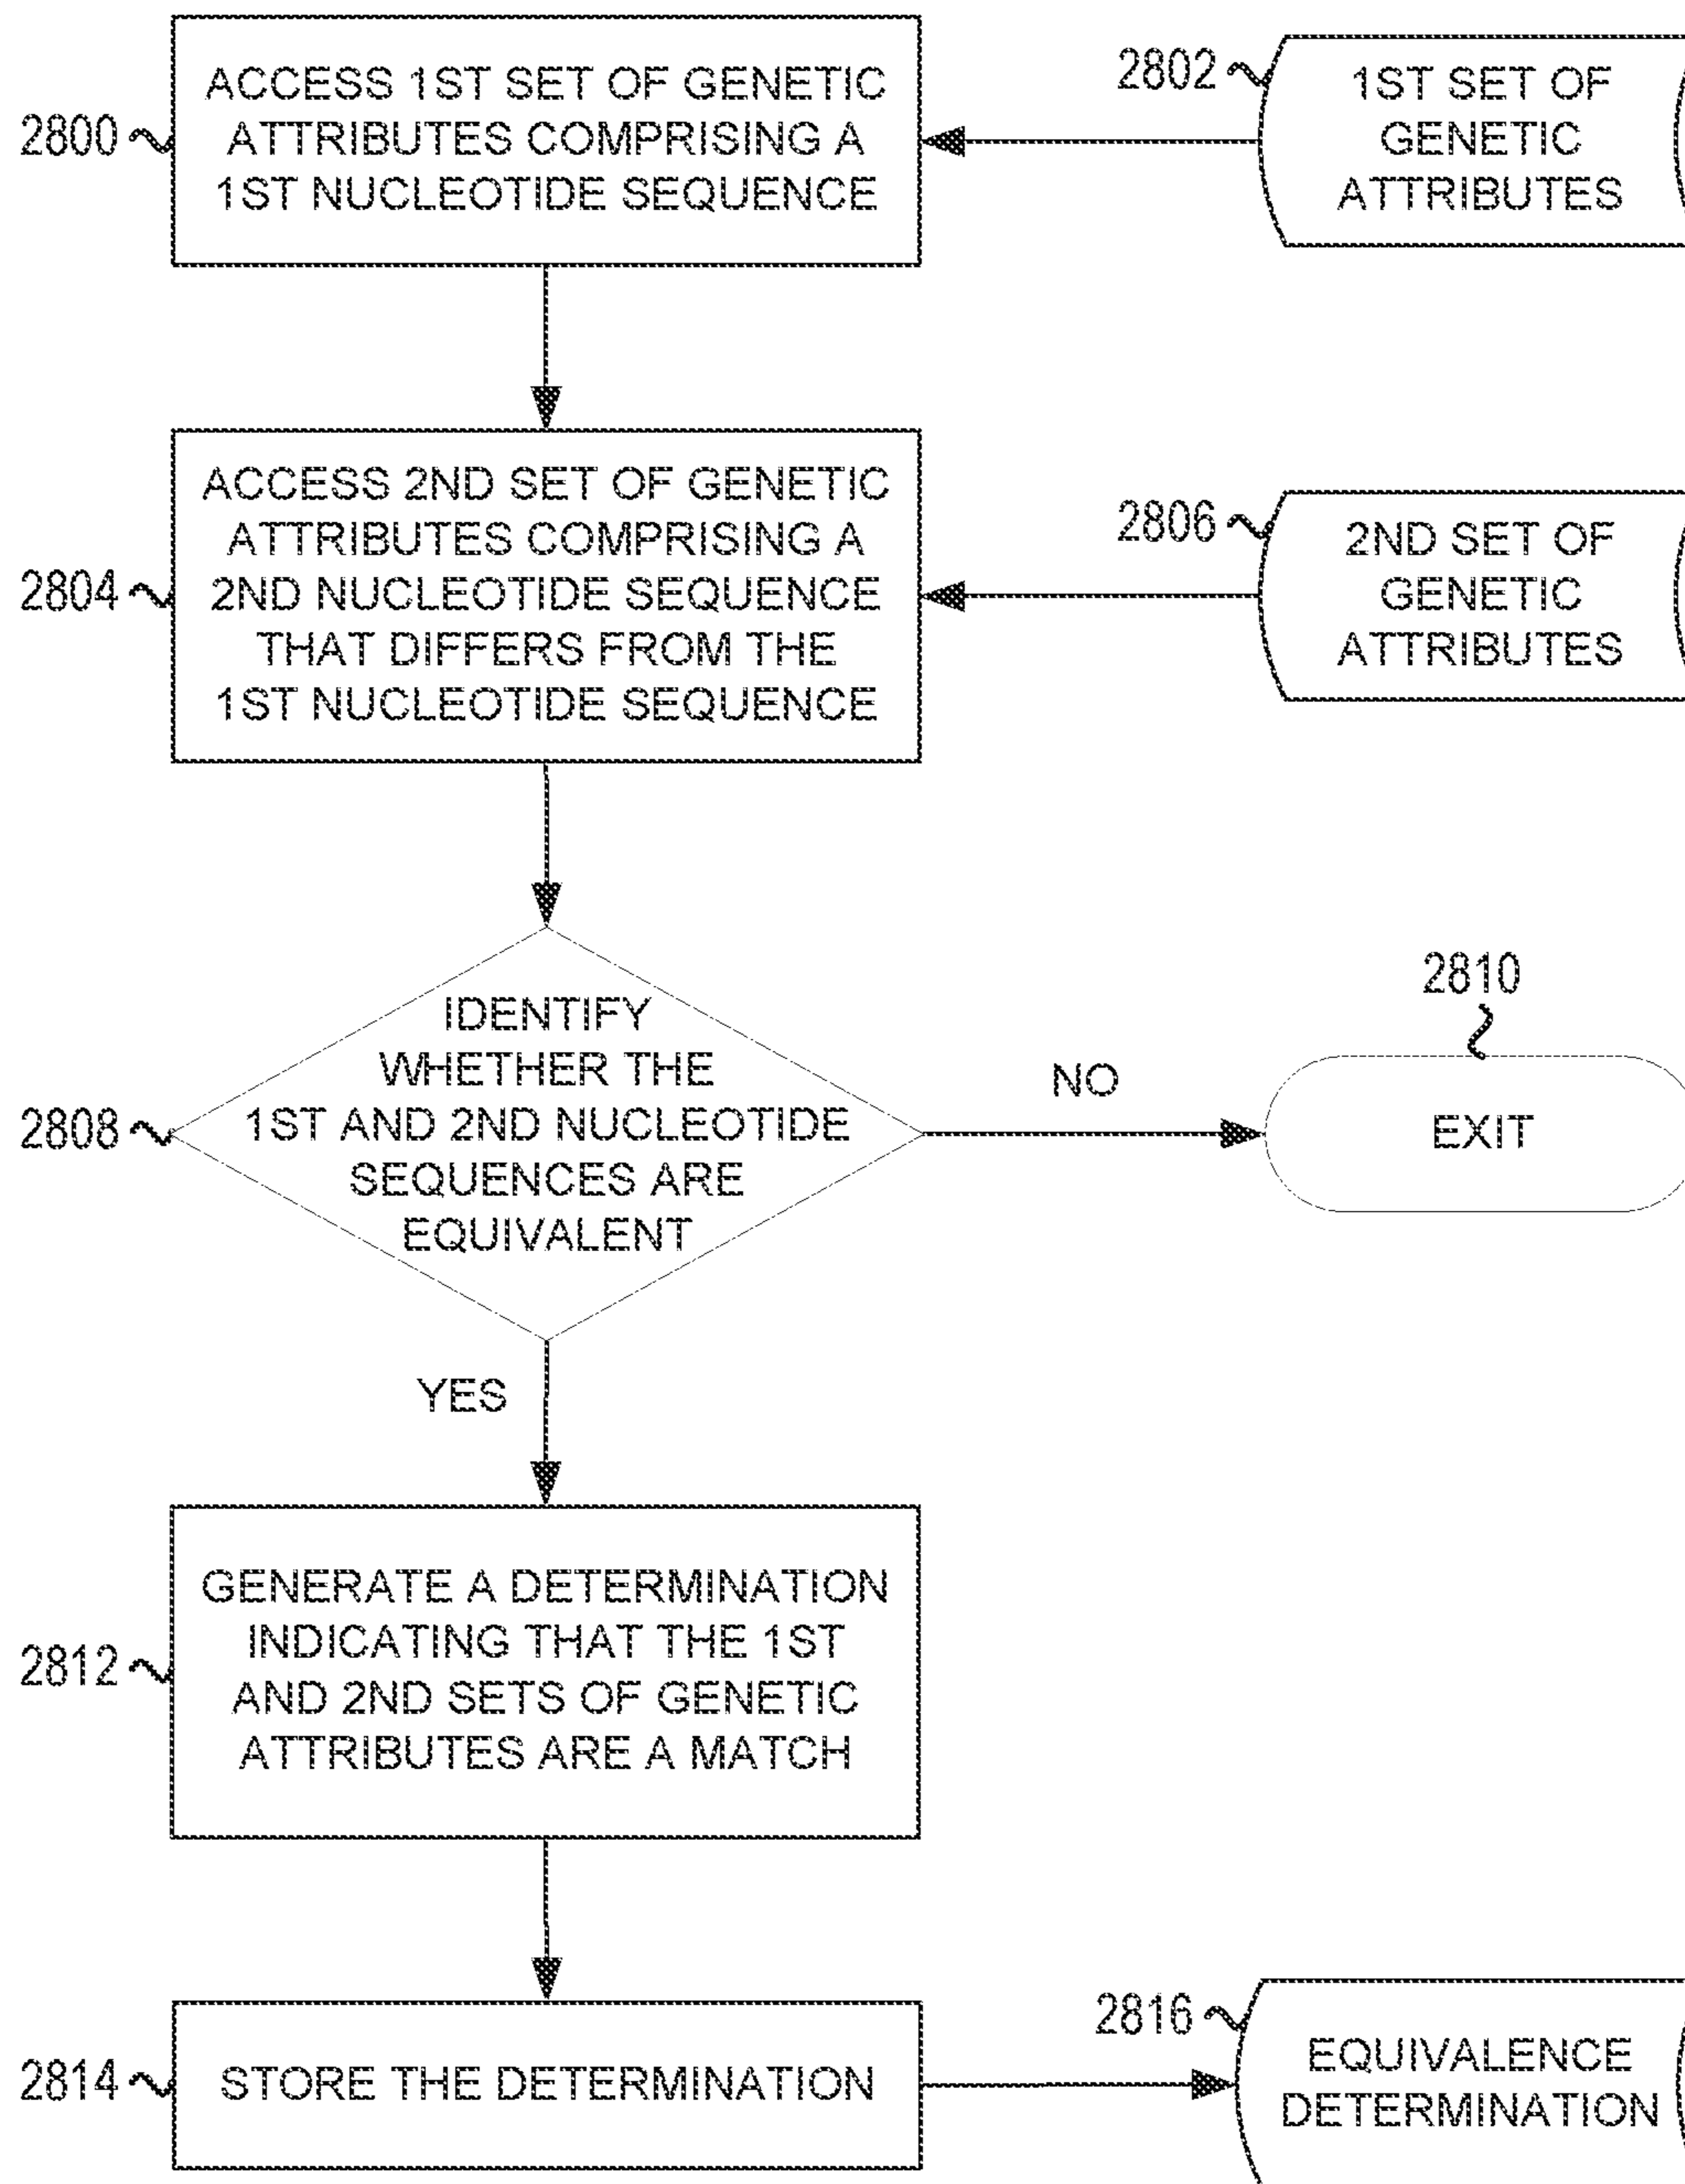 ACCESS 1ST SET OF GENETIC
ATTRIBUTES COMPRISING A
1ST NUCLEOTIDE SEQUENCE
2800
2802
1ST SET OF
GENETIC
ATTRIBUTES
ACCESS 2ND SET OF GENETIC
ATTRIBUTES COMPRISING A
2ND NUCLEOTIDE SEQUENCE
THAT DIFFERS FROM THE
1ST NUCLEOTIDE SEQUENCE
2804
2806
2ND SET OF
GENETIC
ATTRIBUTES
IDENTIFY
WHETHER THE
1ST AND 2ND NUCLEOTIDE
SEQUENCES ARE
EQUIVALENT
2808
NO
2810
EXIT
YES
GENERATE A DETERMINATION
INDICATING THAT THE 1ST
AND 2ND SETS OF GENETIC
ATTRIBUTES ARE A MATCH
2812
STORE THE DETERMINATION
2814
2816
EQUIVALENCE
DETERMINATION